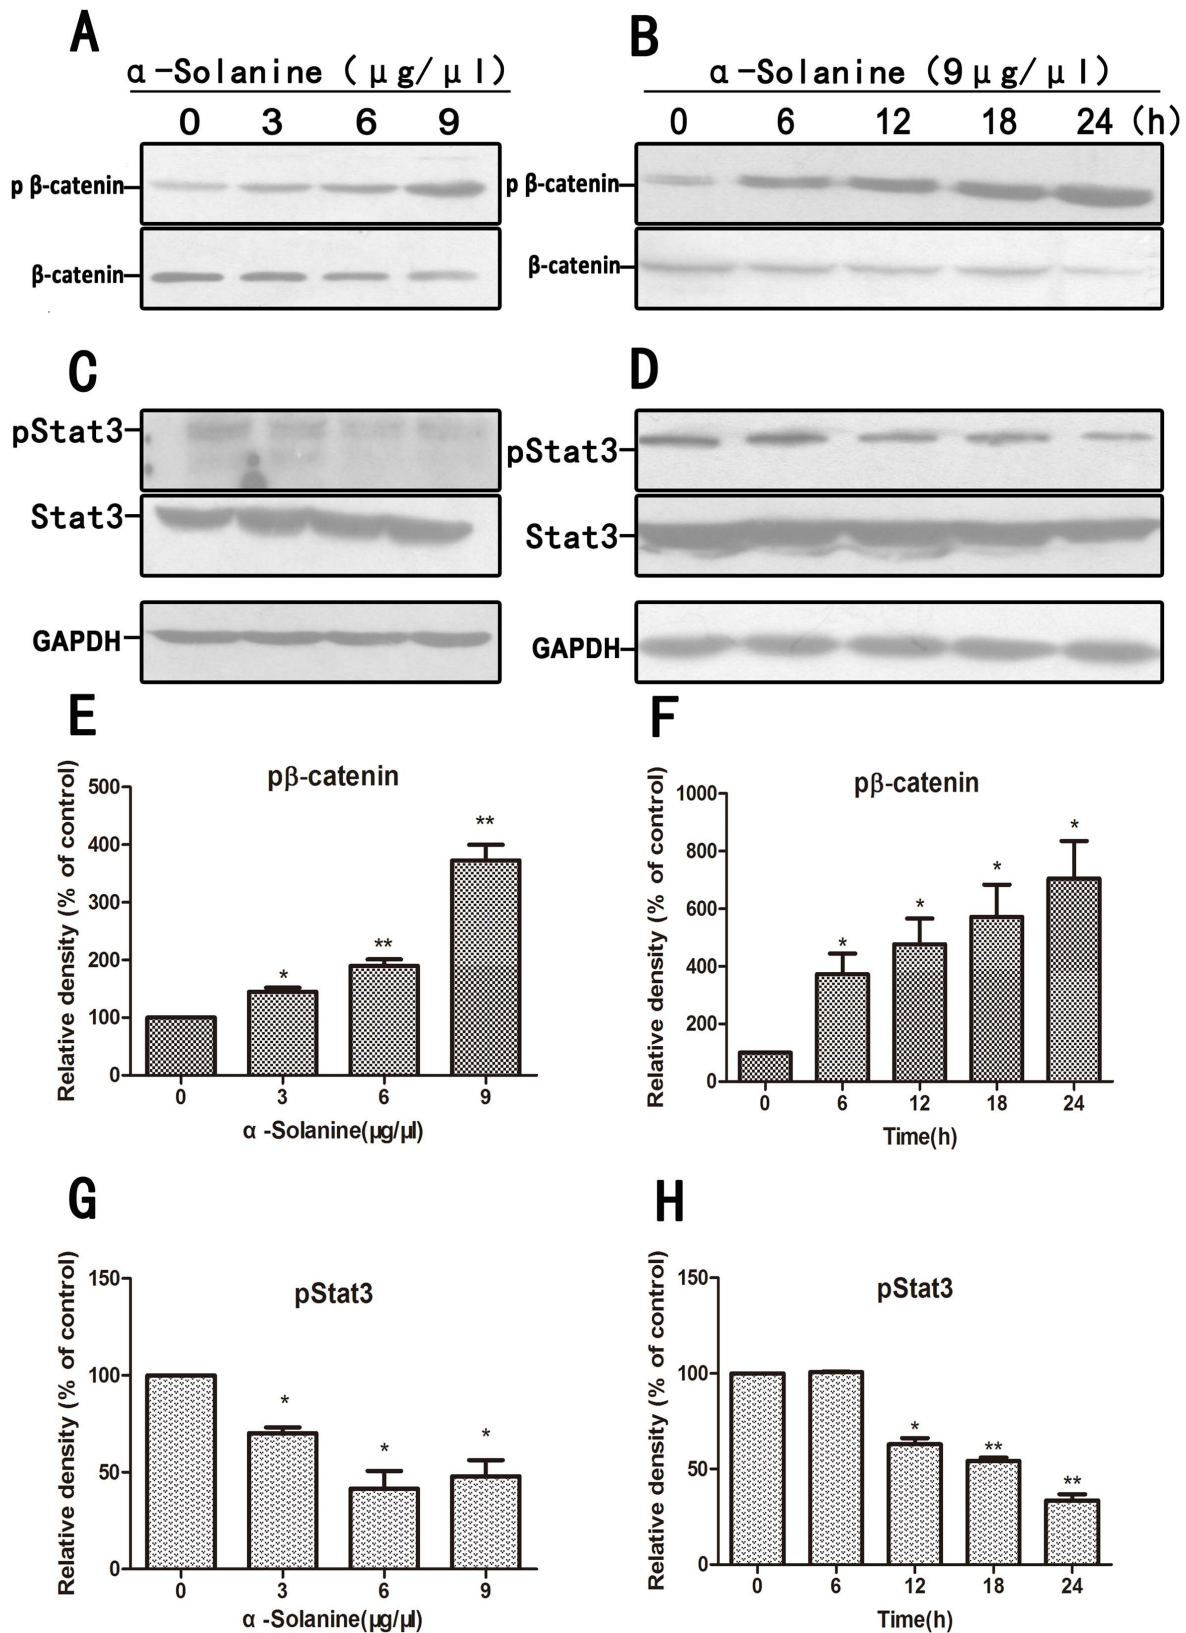 A
α-Solanine (μg/μl)
0 3 6 9
p β-catenin
β-catenin
B
α-Solanine (9μg/μl)
0 6 12 18 24 (h)
p β-catenin
β-catenin
C
pStat3
Stat3
GAPDH
D
pStat3
Stat3
GAPDH
E
pβ-catenin
Relative density (% of control)
500
400
300
200
100
0
* ** **
0 3 6 9
α -Solanine(μg/μl)
F
pβ-catenin
Relative density (% of control)
1000
800
600
400
200
0
* * * *
0 6 12 18 24
Time(h)
G
pStat3
Relative density (% of control)
150
100
50
0
* * *
0 3 6 9
α -Solanine(μg/μl)
H
pStat3
Relative density (% of control)
150
100
50
0
* ** **
0 6 12 18 24
Time(h)